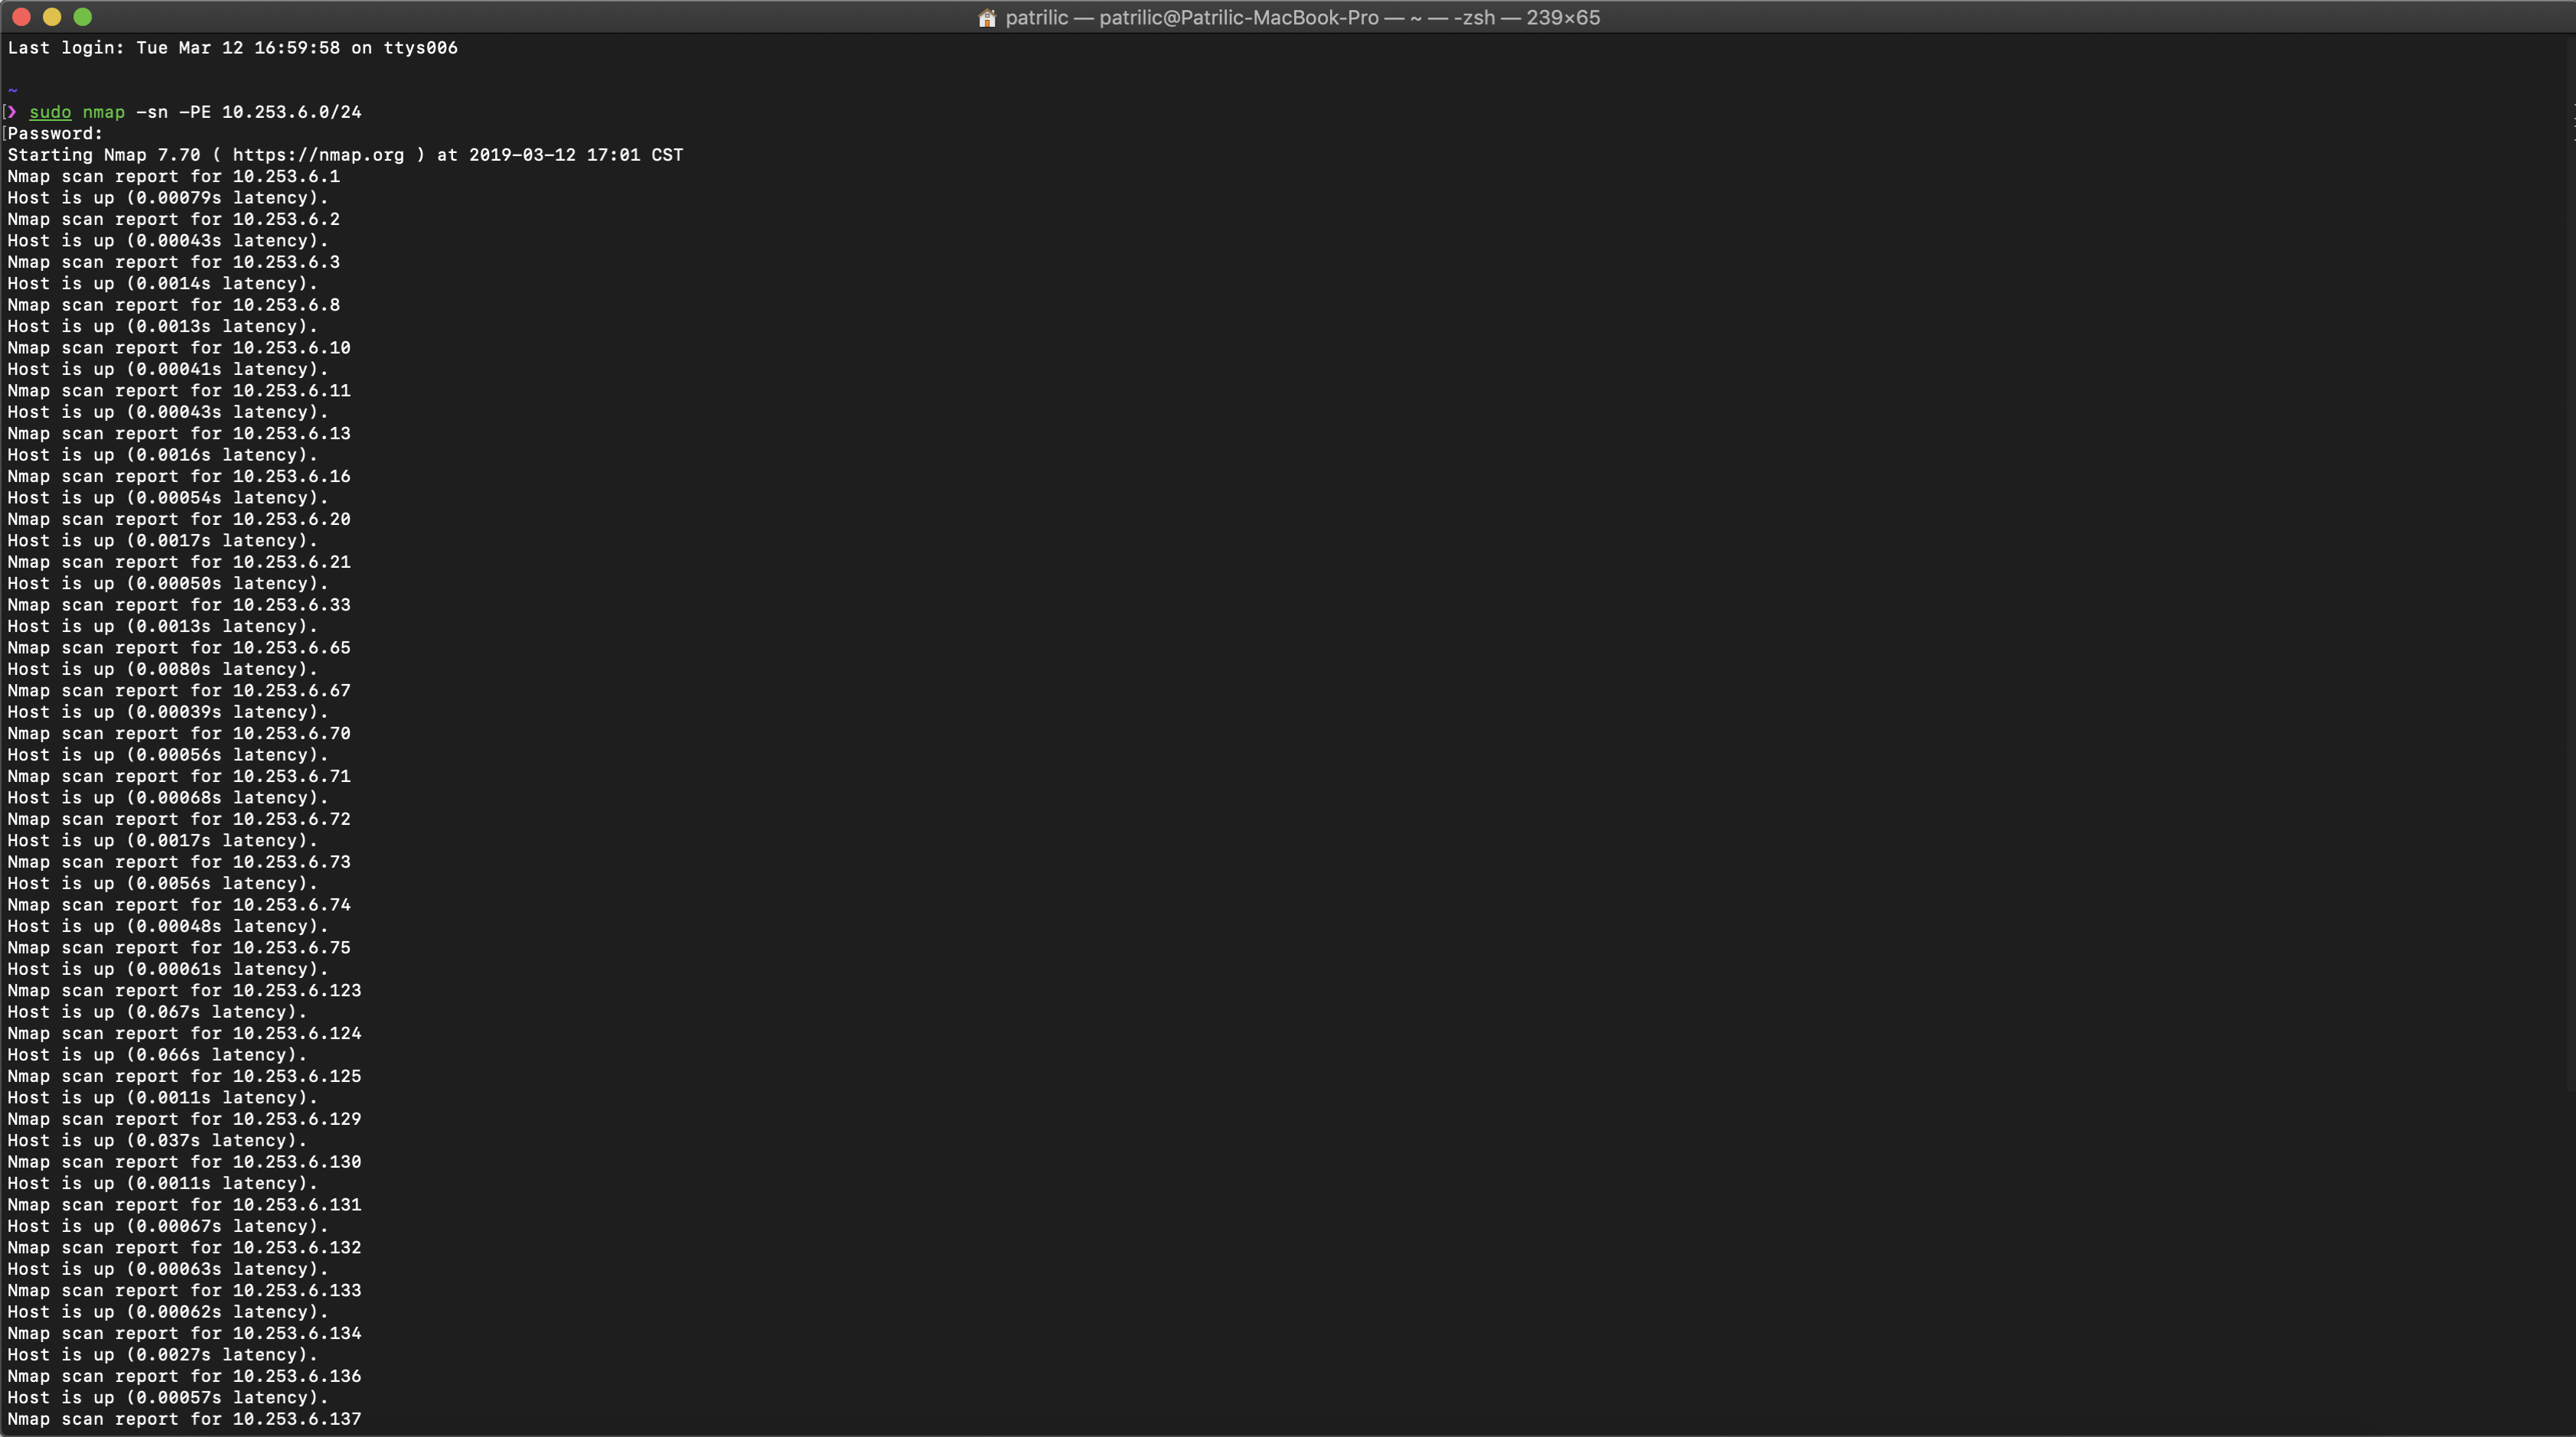 patrilic — patrilic@Patrilic-MacBook-Pro — ~ — -zsh — 239×65
Last login: Tue Mar 12 16:59:58 on ttys006
~
[❯ sudo nmap -sn -PE 10.253.6.0/24
[Password:
Starting Nmap 7.70 ( https://nmap.org ) at 2019-03-12 17:01 CST
Nmap scan report for 10.253.6.1
Host is up (0.00079s latency).
Nmap scan report for 10.253.6.2
Host is up (0.00043s latency).
Nmap scan report for 10.253.6.3
Host is up (0.0014s latency).
Nmap scan report for 10.253.6.8
Host is up (0.0013s latency).
Nmap scan report for 10.253.6.10
Host is up (0.00041s latency).
Nmap scan report for 10.253.6.11
Host is up (0.00043s latency).
Nmap scan report for 10.253.6.13
Host is up (0.0016s latency).
Nmap scan report for 10.253.6.16
Host is up (0.00054s latency).
Nmap scan report for 10.253.6.20
Host is up (0.0017s latency).
Nmap scan report for 10.253.6.21
Host is up (0.00050s latency).
Nmap scan report for 10.253.6.33
Host is up (0.0013s latency).
Nmap scan report for 10.253.6.65
Host is up (0.0080s latency).
Nmap scan report for 10.253.6.67
Host is up (0.00039s latency).
Nmap scan report for 10.253.6.70
Host is up (0.00056s latency).
Nmap scan report for 10.253.6.71
Host is up (0.00068s latency).
Nmap scan report for 10.253.6.72
Host is up (0.0017s latency).
Nmap scan report for 10.253.6.73
Host is up (0.0056s latency).
Nmap scan report for 10.253.6.74
Host is up (0.00048s latency).
Nmap scan report for 10.253.6.75
Host is up (0.00061s latency).
Nmap scan report for 10.253.6.123
Host is up (0.067s latency).
Nmap scan report for 10.253.6.124
Host is up (0.066s latency).
Nmap scan report for 10.253.6.125
Host is up (0.0011s latency).
Nmap scan report for 10.253.6.129
Host is up (0.037s latency).
Nmap scan report for 10.253.6.130
Host is up (0.0011s latency).
Nmap scan report for 10.253.6.131
Host is up (0.00067s latency).
Nmap scan report for 10.253.6.132
Host is up (0.00063s latency).
Nmap scan report for 10.253.6.133
Host is up (0.00062s latency).
Nmap scan report for 10.253.6.134
Host is up (0.0027s latency).
Nmap scan report for 10.253.6.136
Host is up (0.00057s latency).
Nmap scan report for 10.253.6.137